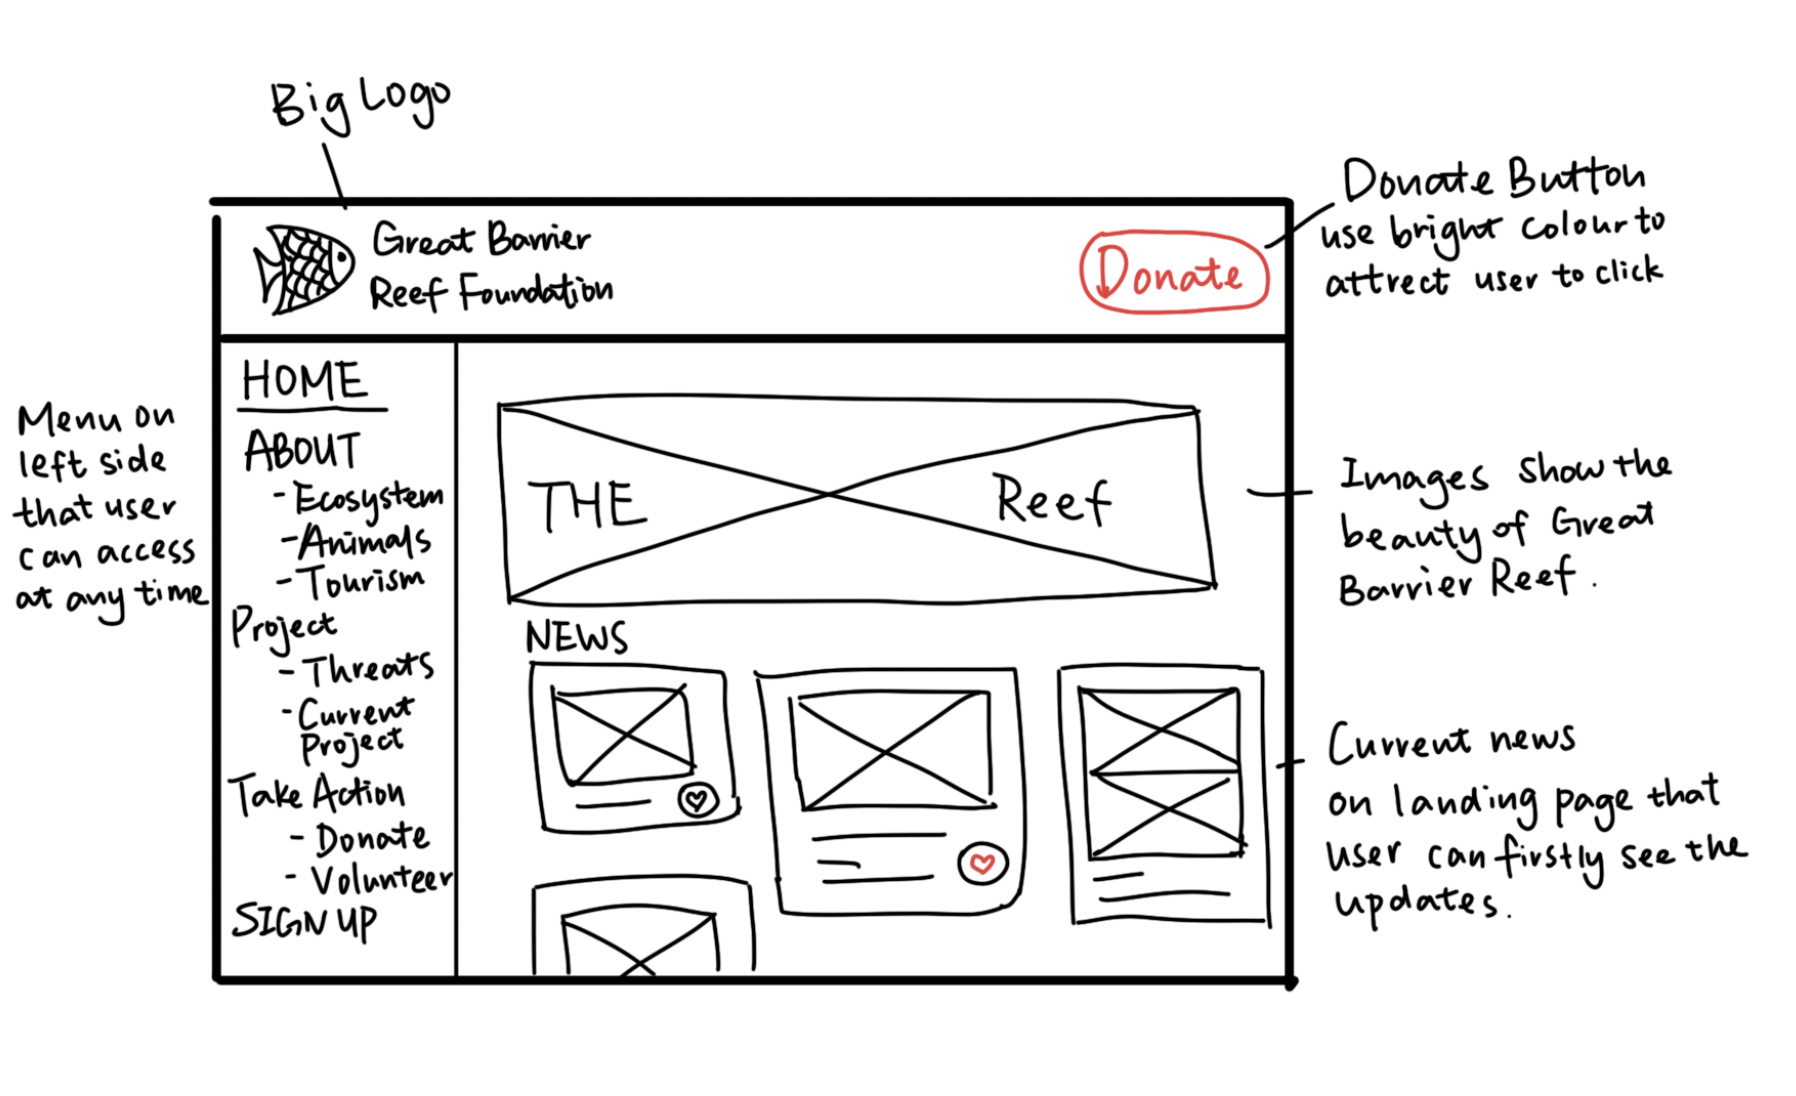 Big Logo
Great Barrier
Reef Foundation
Donate
Donate Button
use bright colour to
attrect user to click
Menu on
left side
that user
can access
at any time
HOME
ABOUT
- Ecosystem
- Animals
- Tourism
Project
- Threats
- Current
Project
Take Action
- Donate
- Volunteer
SIGN UP
THE Reef
Images show the
beauty of Great
Barrier Reef.
NEWS
Current news
on landing page that
user can firstly see the
updates.